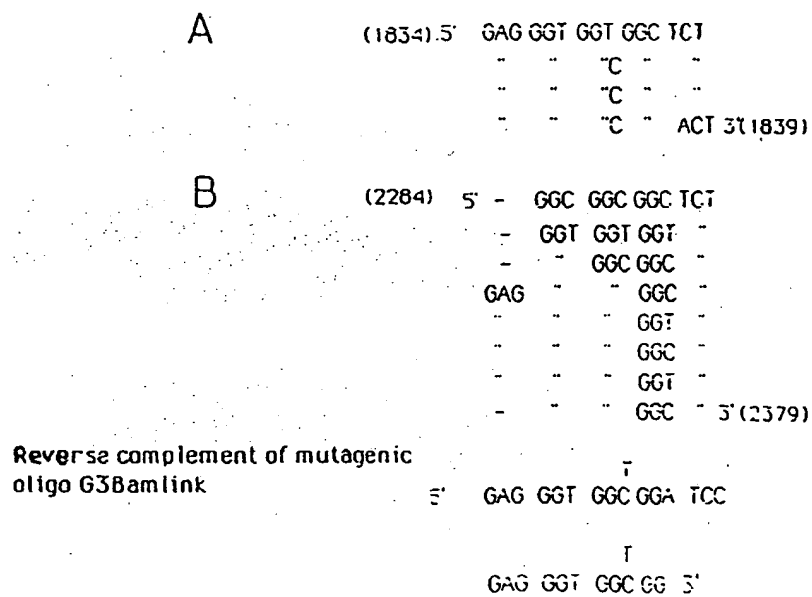 A (1834) 5' GAG GGT GGT GGC TCT
" " "C " "
" " "C " "
" " "C " ACT 3'(1839)
B (2284) 5' - GGC GGC GGC TCT
- GGT GGT GGT "
- " GGC GGC "
GAG " " GGC "
" " " GGT "
" " " GGC "
" " " GGT "
- " " GGC " 3'(2379)
Reverse complement of mutagenic
oligo G3Bamlink
T
5' GAG GGT GGC GGA TCC
T
GAG GGT GGC GG 3'